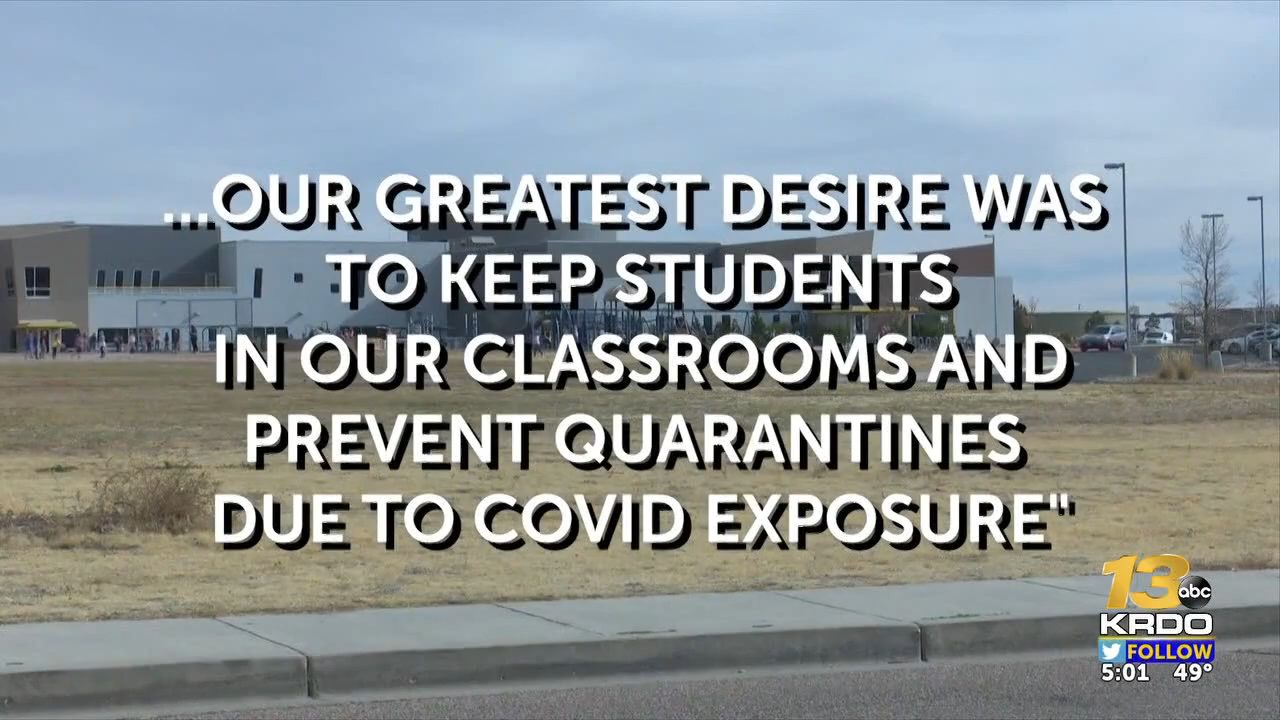 ...OUR GREATEST DESIRE WAS
TO KEEP STUDENTS
IN OUR CLASSROOMS AND
PREVENT QUARANTINES
DUE TO COVID EXPOSURE"
13
abc
KRDO
FOLLOW
5:01 49°